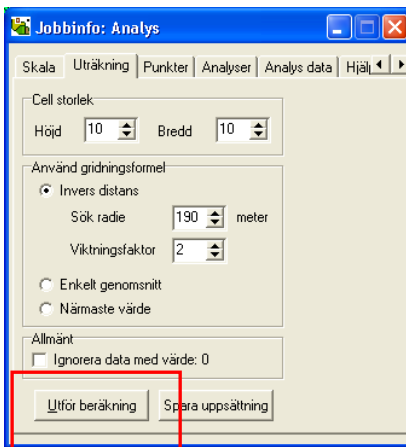 Jobbinfo: Analys
Skala Uträkning Punkter Analyser Analys data
Cell storlek
Höjd 10 Bredd 10
Använd gridningsformel
Invers distans
Sök radie 190 meter
Viktningsfaktor 2
Enkelt genomsnitt
Närmaste värde
Allmänt
Ignorera data med värde: 0
Utför beräkning Spara uppsättning